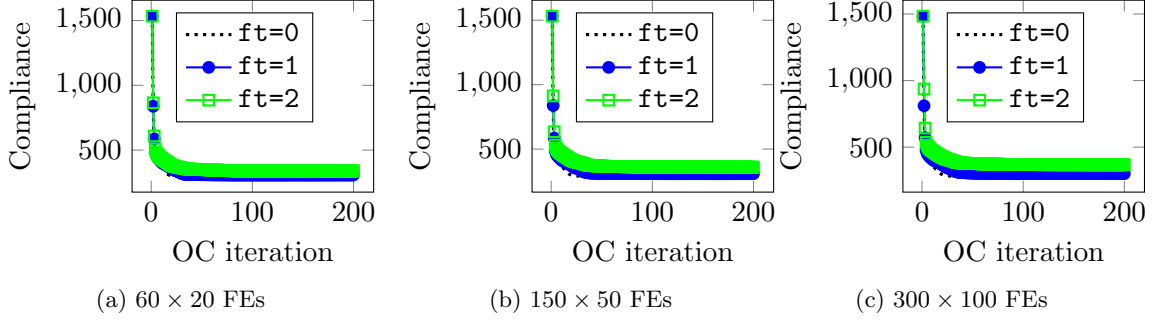 1,500
1,000
500
0
100
200
Compliance
OC iteration
ft=0
ft=1
ft=2
(a) 60 × 20 FEs
1,500
1,000
500
0
100
200
Compliance
OC iteration
ft=0
ft=1
ft=2
(b) 150 × 50 FEs
1,500
1,000
500
0
100
200
Compliance
OC iteration
ft=0
ft=1
ft=2
(c) 300 × 100 FEs